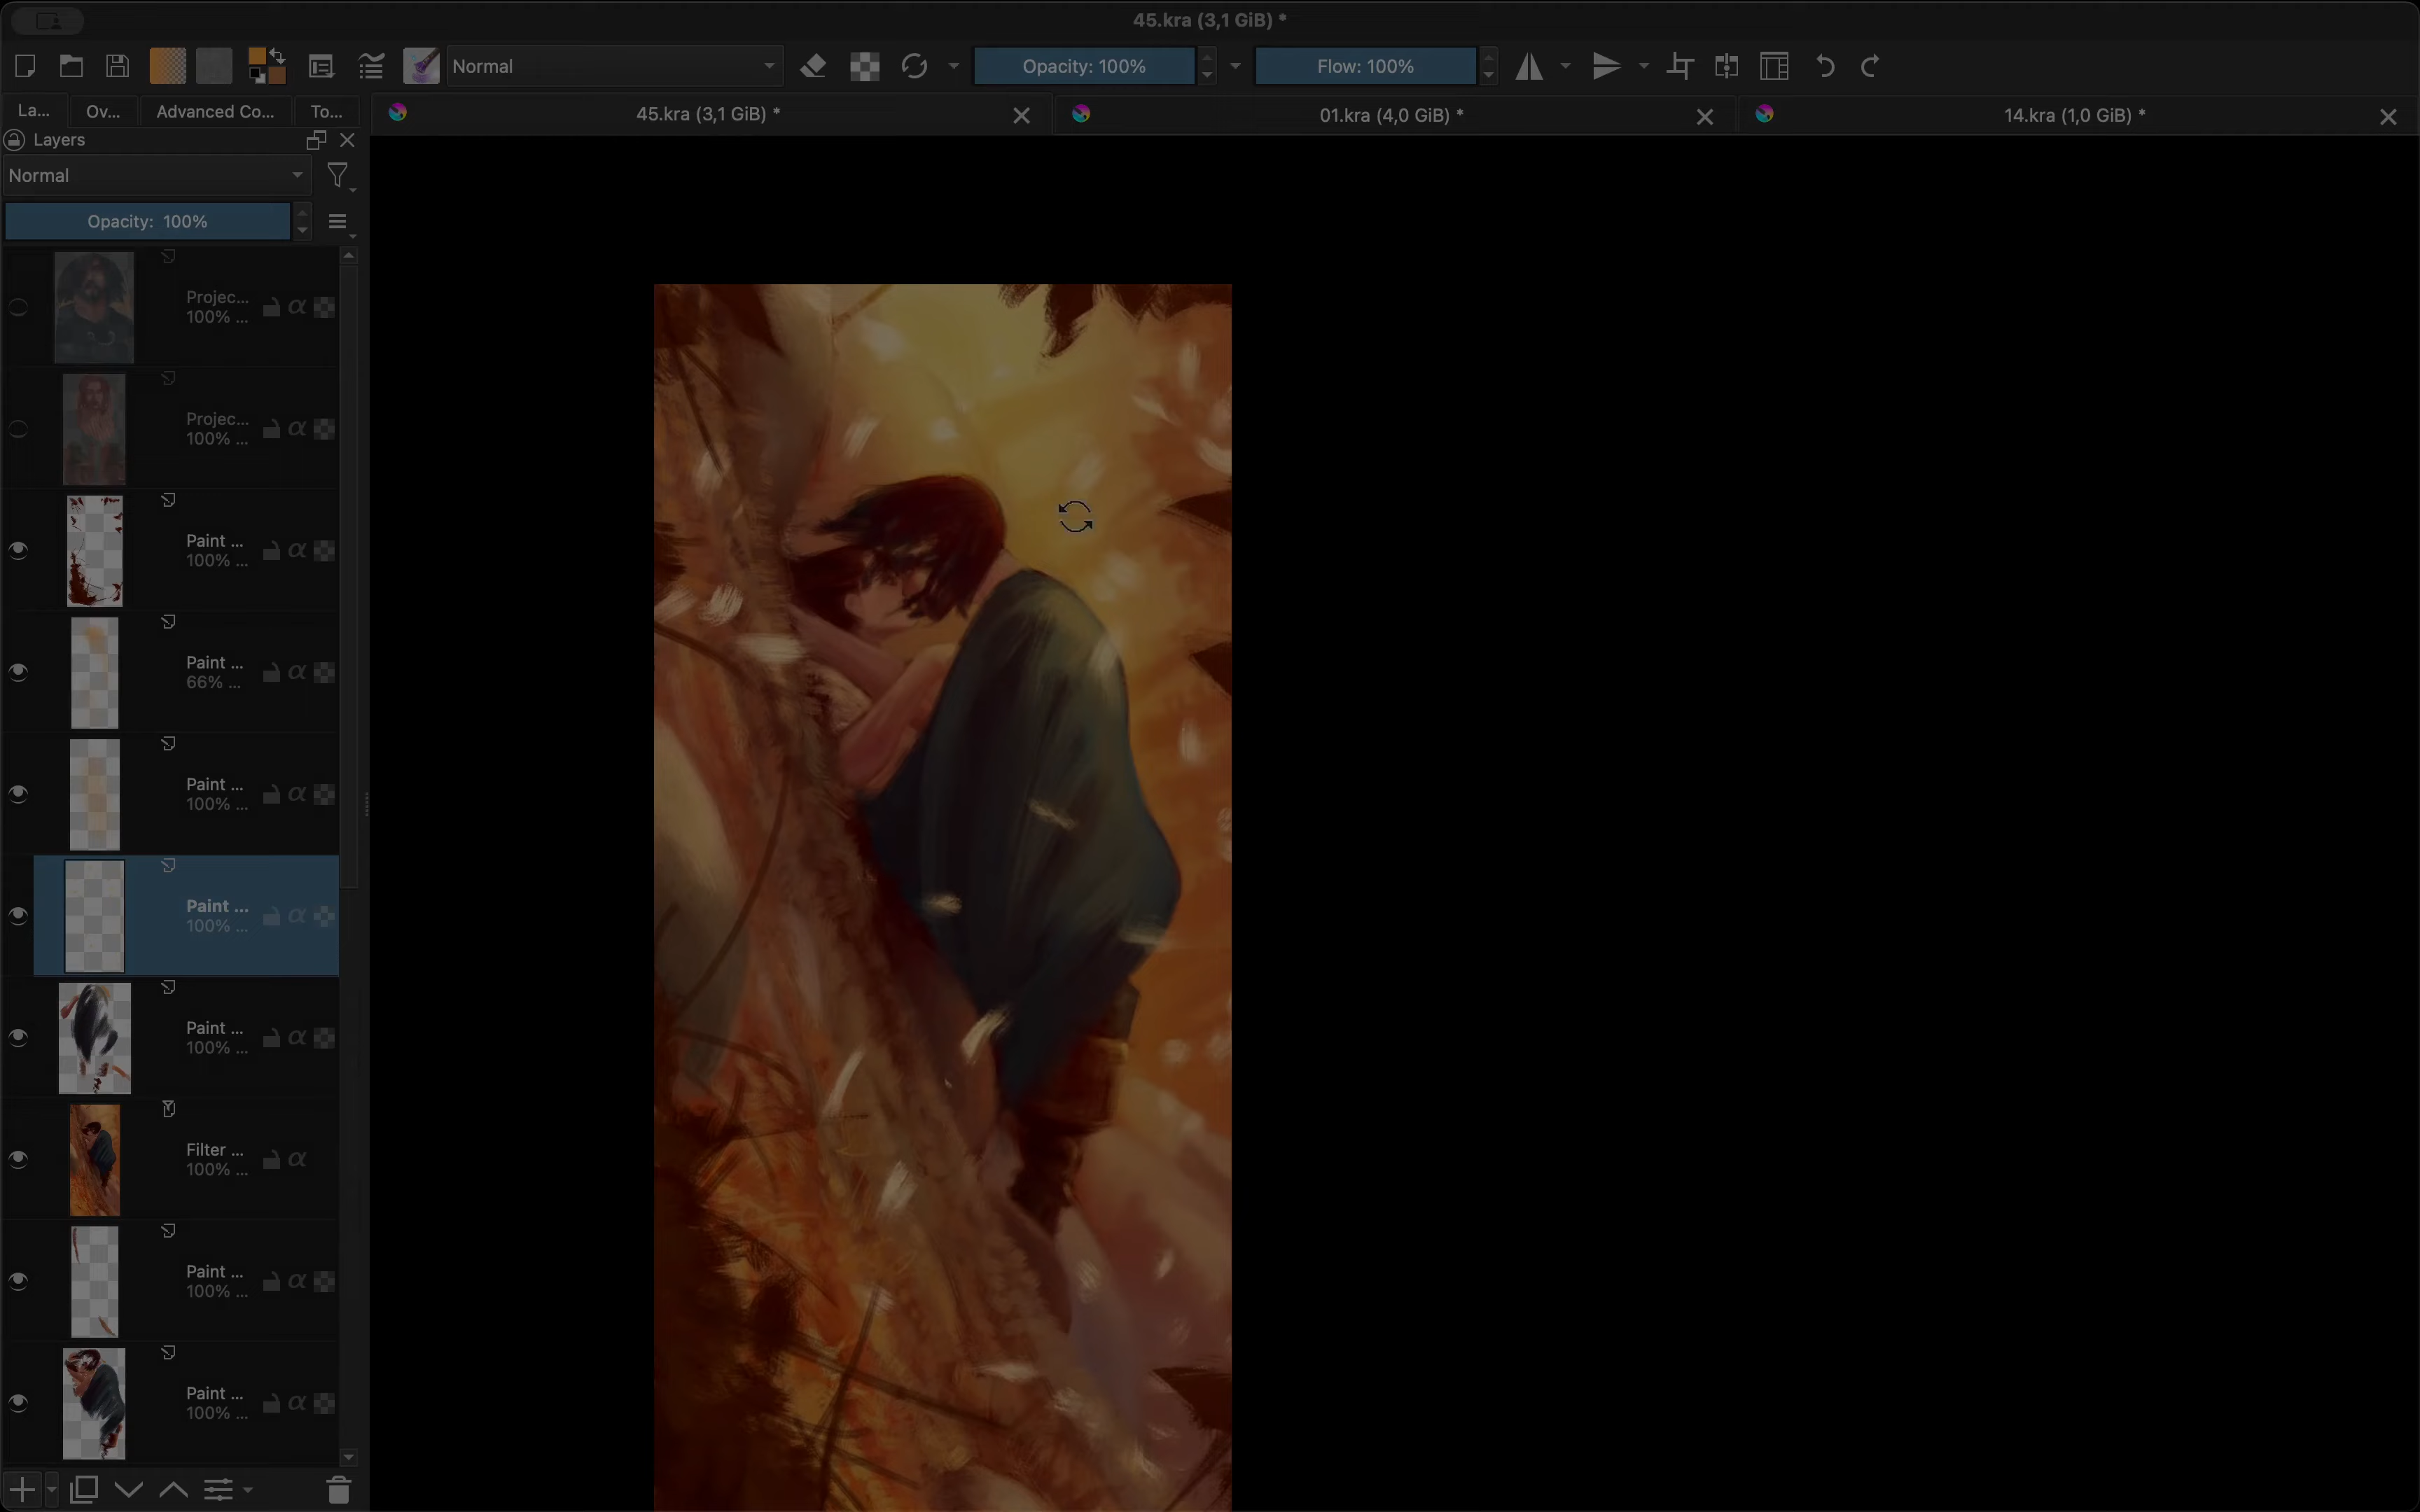 45.kra (3,1 GiB) *
Normal
Opacity: 100%
Flow: 100%
La...
Ov...
Advanced Co...
To...
45.kra (3,1 GiB) *
01.kra (4,0 GiB) *
14.kra (1,0 GiB) *
Layers
Normal
Opacity: 100%
Projec...
100% ...
Projec...
100% ...
Paint ...
100% ...
Paint ...
66% ...
Paint ...
100% ...
Paint ...
100% ...
Paint ...
100% ...
Filter ...
100% ...
Paint ...
100% ...
Paint ...
100% ...